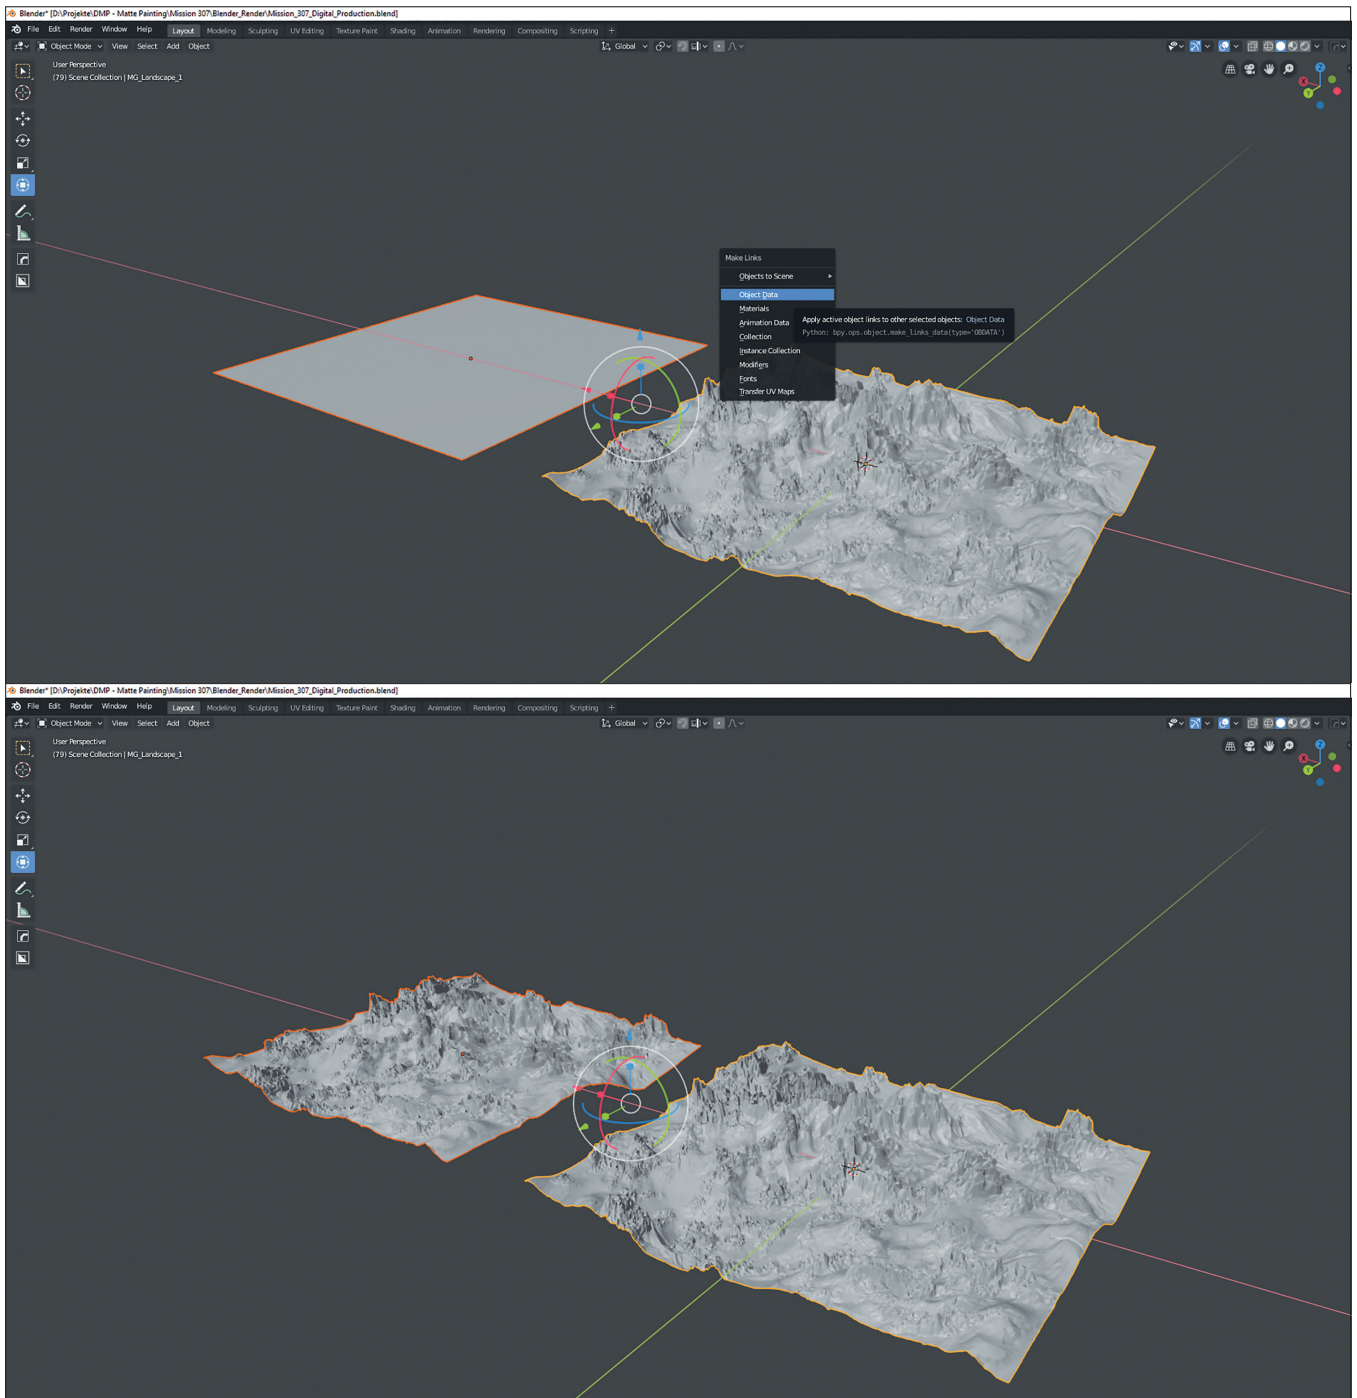 Blender* [D:\Projekte\DMP - Matte Painting\Mission 307\Blender_Render\Mission_307_Digital_Production.blend]
File Edit Render Window Help Layout Modeling Sculpting UV Editing Texture Paint Shading Animation Rendering Compositing Scripting +
Object Mode View Select Add Object Global
User Perspective
(79) Scene Collection | MG_Landscape_1
Z
X
Y
Make Links
Objects to Scene
Object Data
Materials
Animation Data
Collection
Instance Collection
Modifiers
Fonts
Transfer UV Maps
Apply active object links to other selected objects: Object Data
Python: bpy.ops.object.make_links_data(type='OBDATA')
Blender* [D:\Projekte\DMP - Matte Painting\Mission 307\Blender_Render\Mission_307_Digital_Production.blend]
File Edit Render Window Help Layout Modeling Sculpting UV Editing Texture Paint Shading Animation Rendering Compositing Scripting +
Object Mode View Select Add Object Global
User Perspective
(79) Scene Collection | MG_Landscape_1
Z
X
Y